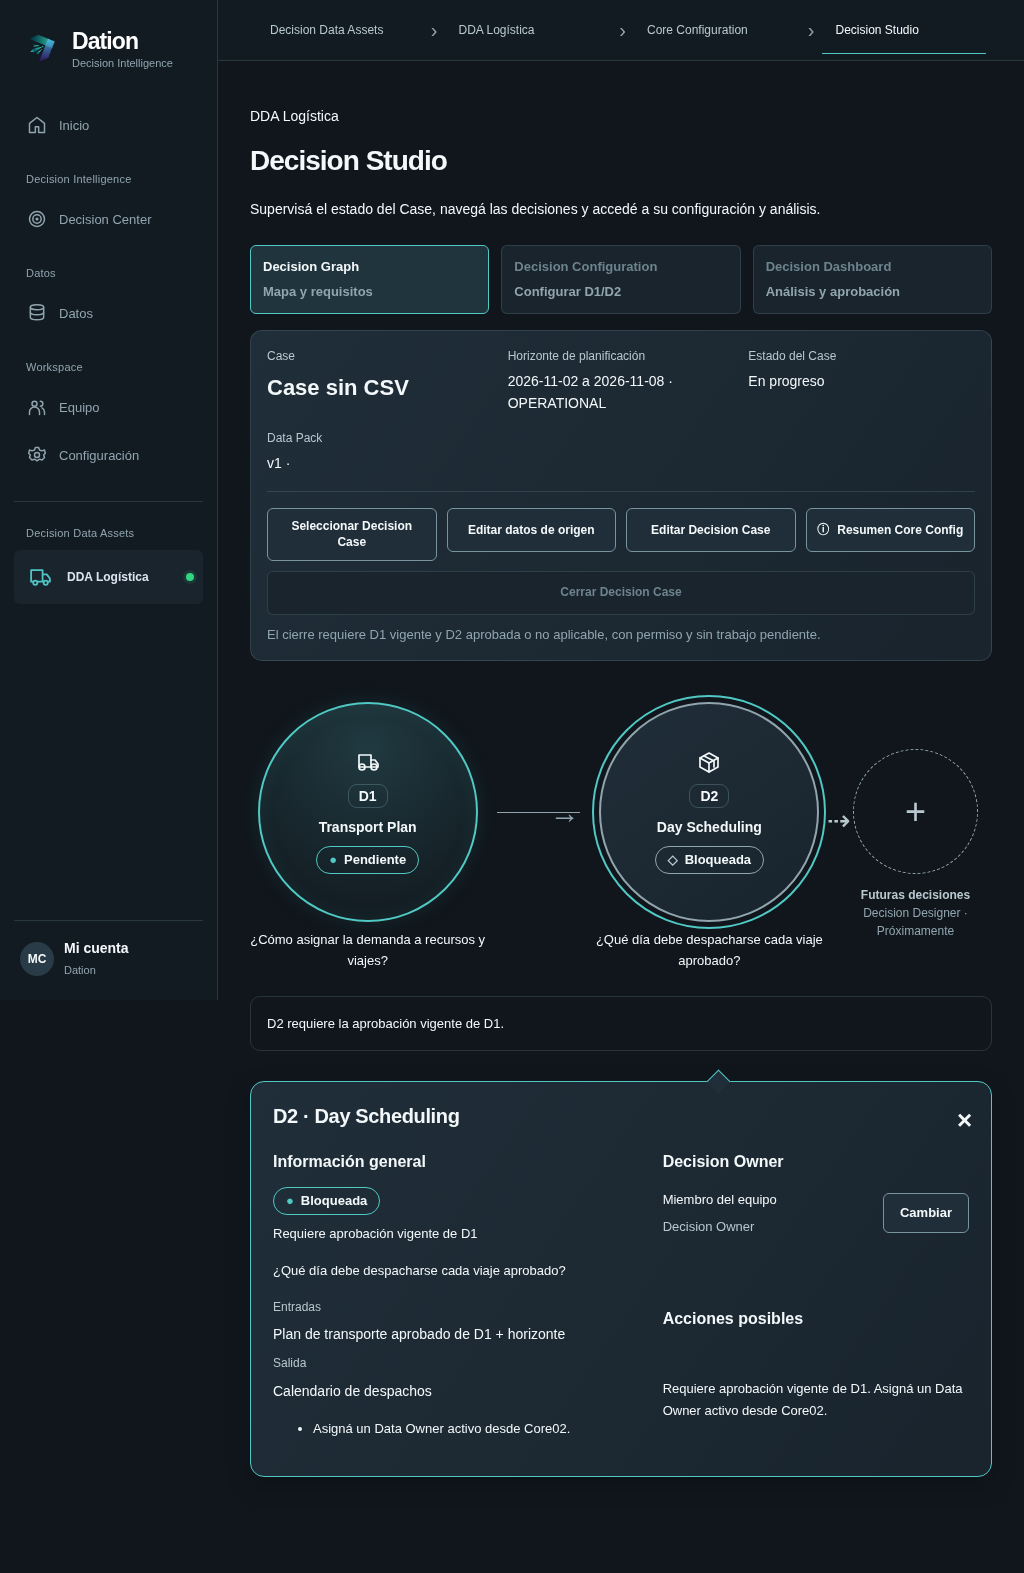 Dation
Decision Intelligence
Inicio
Decision Intelligence
Decision Center
Datos
Datos
Workspace
Equipo
Configuración
Decision Data Assets
DDA Logística
MC
Mi cuenta
Dation
Decision Data Assets › DDA Logística › Core Configuration › Decision Studio
DDA Logística
Decision Studio
Supervisá el estado del Case, navegá las decisiones y accedé a su configuración y análisis.
Decision Graph
Mapa y requisitos
Decision Configuration
Configurar D1/D2
Decision Dashboard
Análisis y aprobación
Case
Case sin CSV
Horizonte de planificación
2026-11-02 a 2026-11-08 ·
OPERATIONAL
Estado del Case
En progreso
Data Pack
v1 ·
Seleccionar Decision
Case
Editar datos de origen
Editar Decision Case
Resumen Core Config
Cerrar Decision Case
El cierre requiere D1 vigente y D2 aprobada o no aplicable, con permiso y sin trabajo pendiente.
D1
Transport Plan
● Pendiente
¿Cómo asignar la demanda a recursos y
viajes?
→
D2
Day Scheduling
◇ Bloqueada
¿Qué día debe despacharse cada viaje
aprobado?
⇢
+
Futuras decisiones
Decision Designer ·
Próximamente
D2 requiere la aprobación vigente de D1.
D2 · Day Scheduling
×
Información general
● Bloqueada
Requiere aprobación vigente de D1
¿Qué día debe despacharse cada viaje aprobado?
Entradas
Plan de transporte aprobado de D1 + horizonte
Salida
Calendario de despachos
• Asigná un Data Owner activo desde Core02.
Decision Owner
Miembro del equipo
Decision Owner
Cambiar
Acciones posibles
Requiere aprobación vigente de D1. Asigná un Data
Owner activo desde Core02.